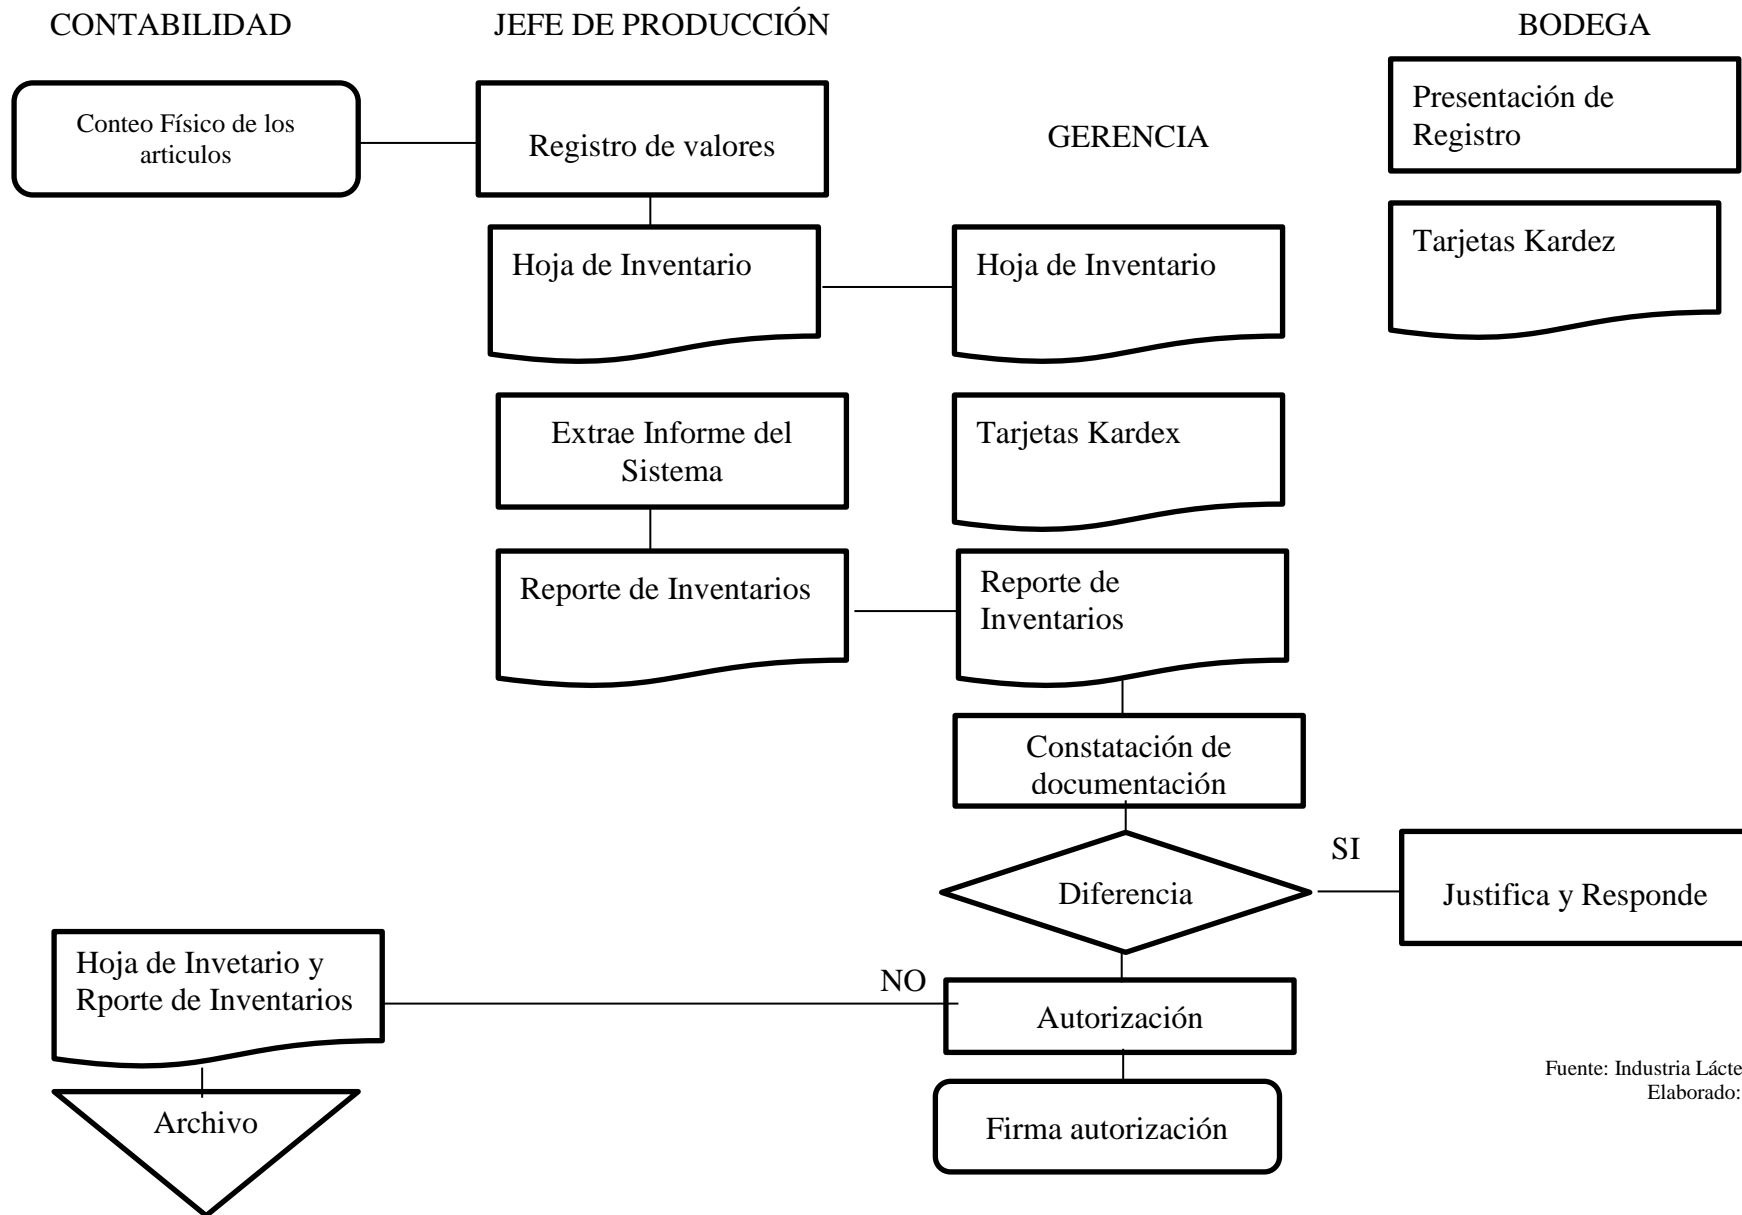 CONTABILIDAD
JEFE DE PRODUCCIÓN
BODEGA
GERENCIA
Conteo Físico de los
articulos
Registro de valores
Presentación de
Registro
Hoja de Inventario
Hoja de Inventario
Tarjetas Kardez
Extrae Informe del
Sistema
Tarjetas Kardex
Reporte de Inventarios
Reporte de
Inventarios
Constatación de
documentación
Diferencia
SI
Justifica y Responde
NO
Hoja de Invetario y
Rporte de Inventarios
Autorización
Archivo
Firma autorización
Fuente: Industria Lácte
Elaborado: